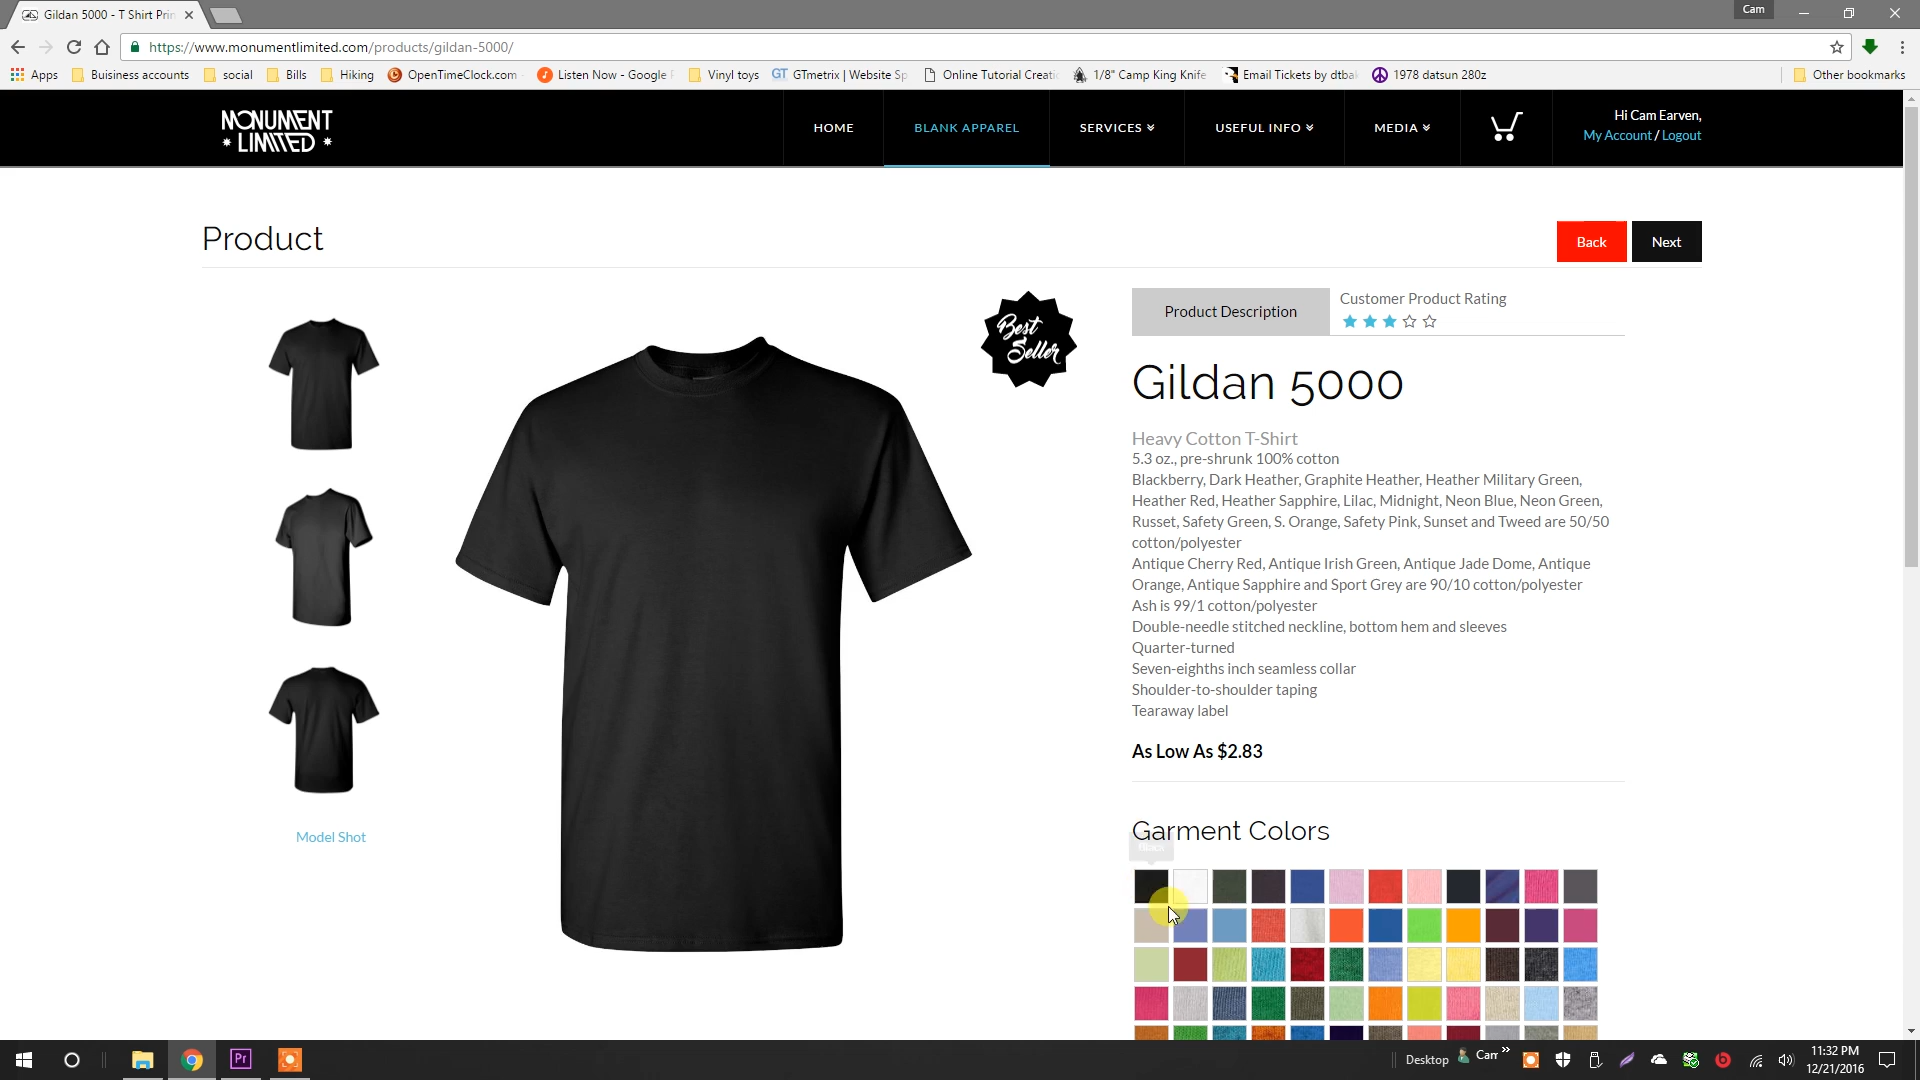 Gildan 5000 - T Shirt Prin
Cam
https://www.monumentlimited.com/products/gildan-5000/
Apps
Buisiness accounts
social
Bills
Hiking
OpenTimeClock.com
Listen Now - Google
Vinyl toys
GTmetrix | Website Sp
Online Tutorial Creati
1/8" Camp King Knife
Email Tickets by dtba
1978 datsun 280z
Other bookmarks
MONUMENT
LIMITED
HOME
BLANK APPAREL
SERVICES
USEFUL INFO
MEDIA
Hi Cam Earven,
My Account / Logout
Product
Back
Next
Best
Seller
Product Description
Customer Product Rating
Gildan 5000
Heavy Cotton T-Shirt
5.3 oz., pre-shrunk 100% cotton
Blackberry, Dark Heather, Graphite Heather, Heather Military Green,
Heather Red, Heather Sapphire, Lilac, Midnight, Neon Blue, Neon Green,
Russet, Safety Green, S. Orange, Safety Pink, Sunset and Tweed are 50/50
cotton/polyester
Antique Cherry Red, Antique Irish Green, Antique Jade Dome, Antique
Orange, Antique Sapphire and Sport Grey are 90/10 cotton/polyester
Ash is 99/1 cotton/polyester
Double-needle stitched neckline, bottom hem and sleeves
Quarter-turned
Seven-eighths inch seamless collar
Shoulder-to-shoulder taping
Tearaway label
As Low As $2.83
Model Shot
Garment Colors
Black
Pr
Desktop
Cam
11:32 PM
12/21/2016